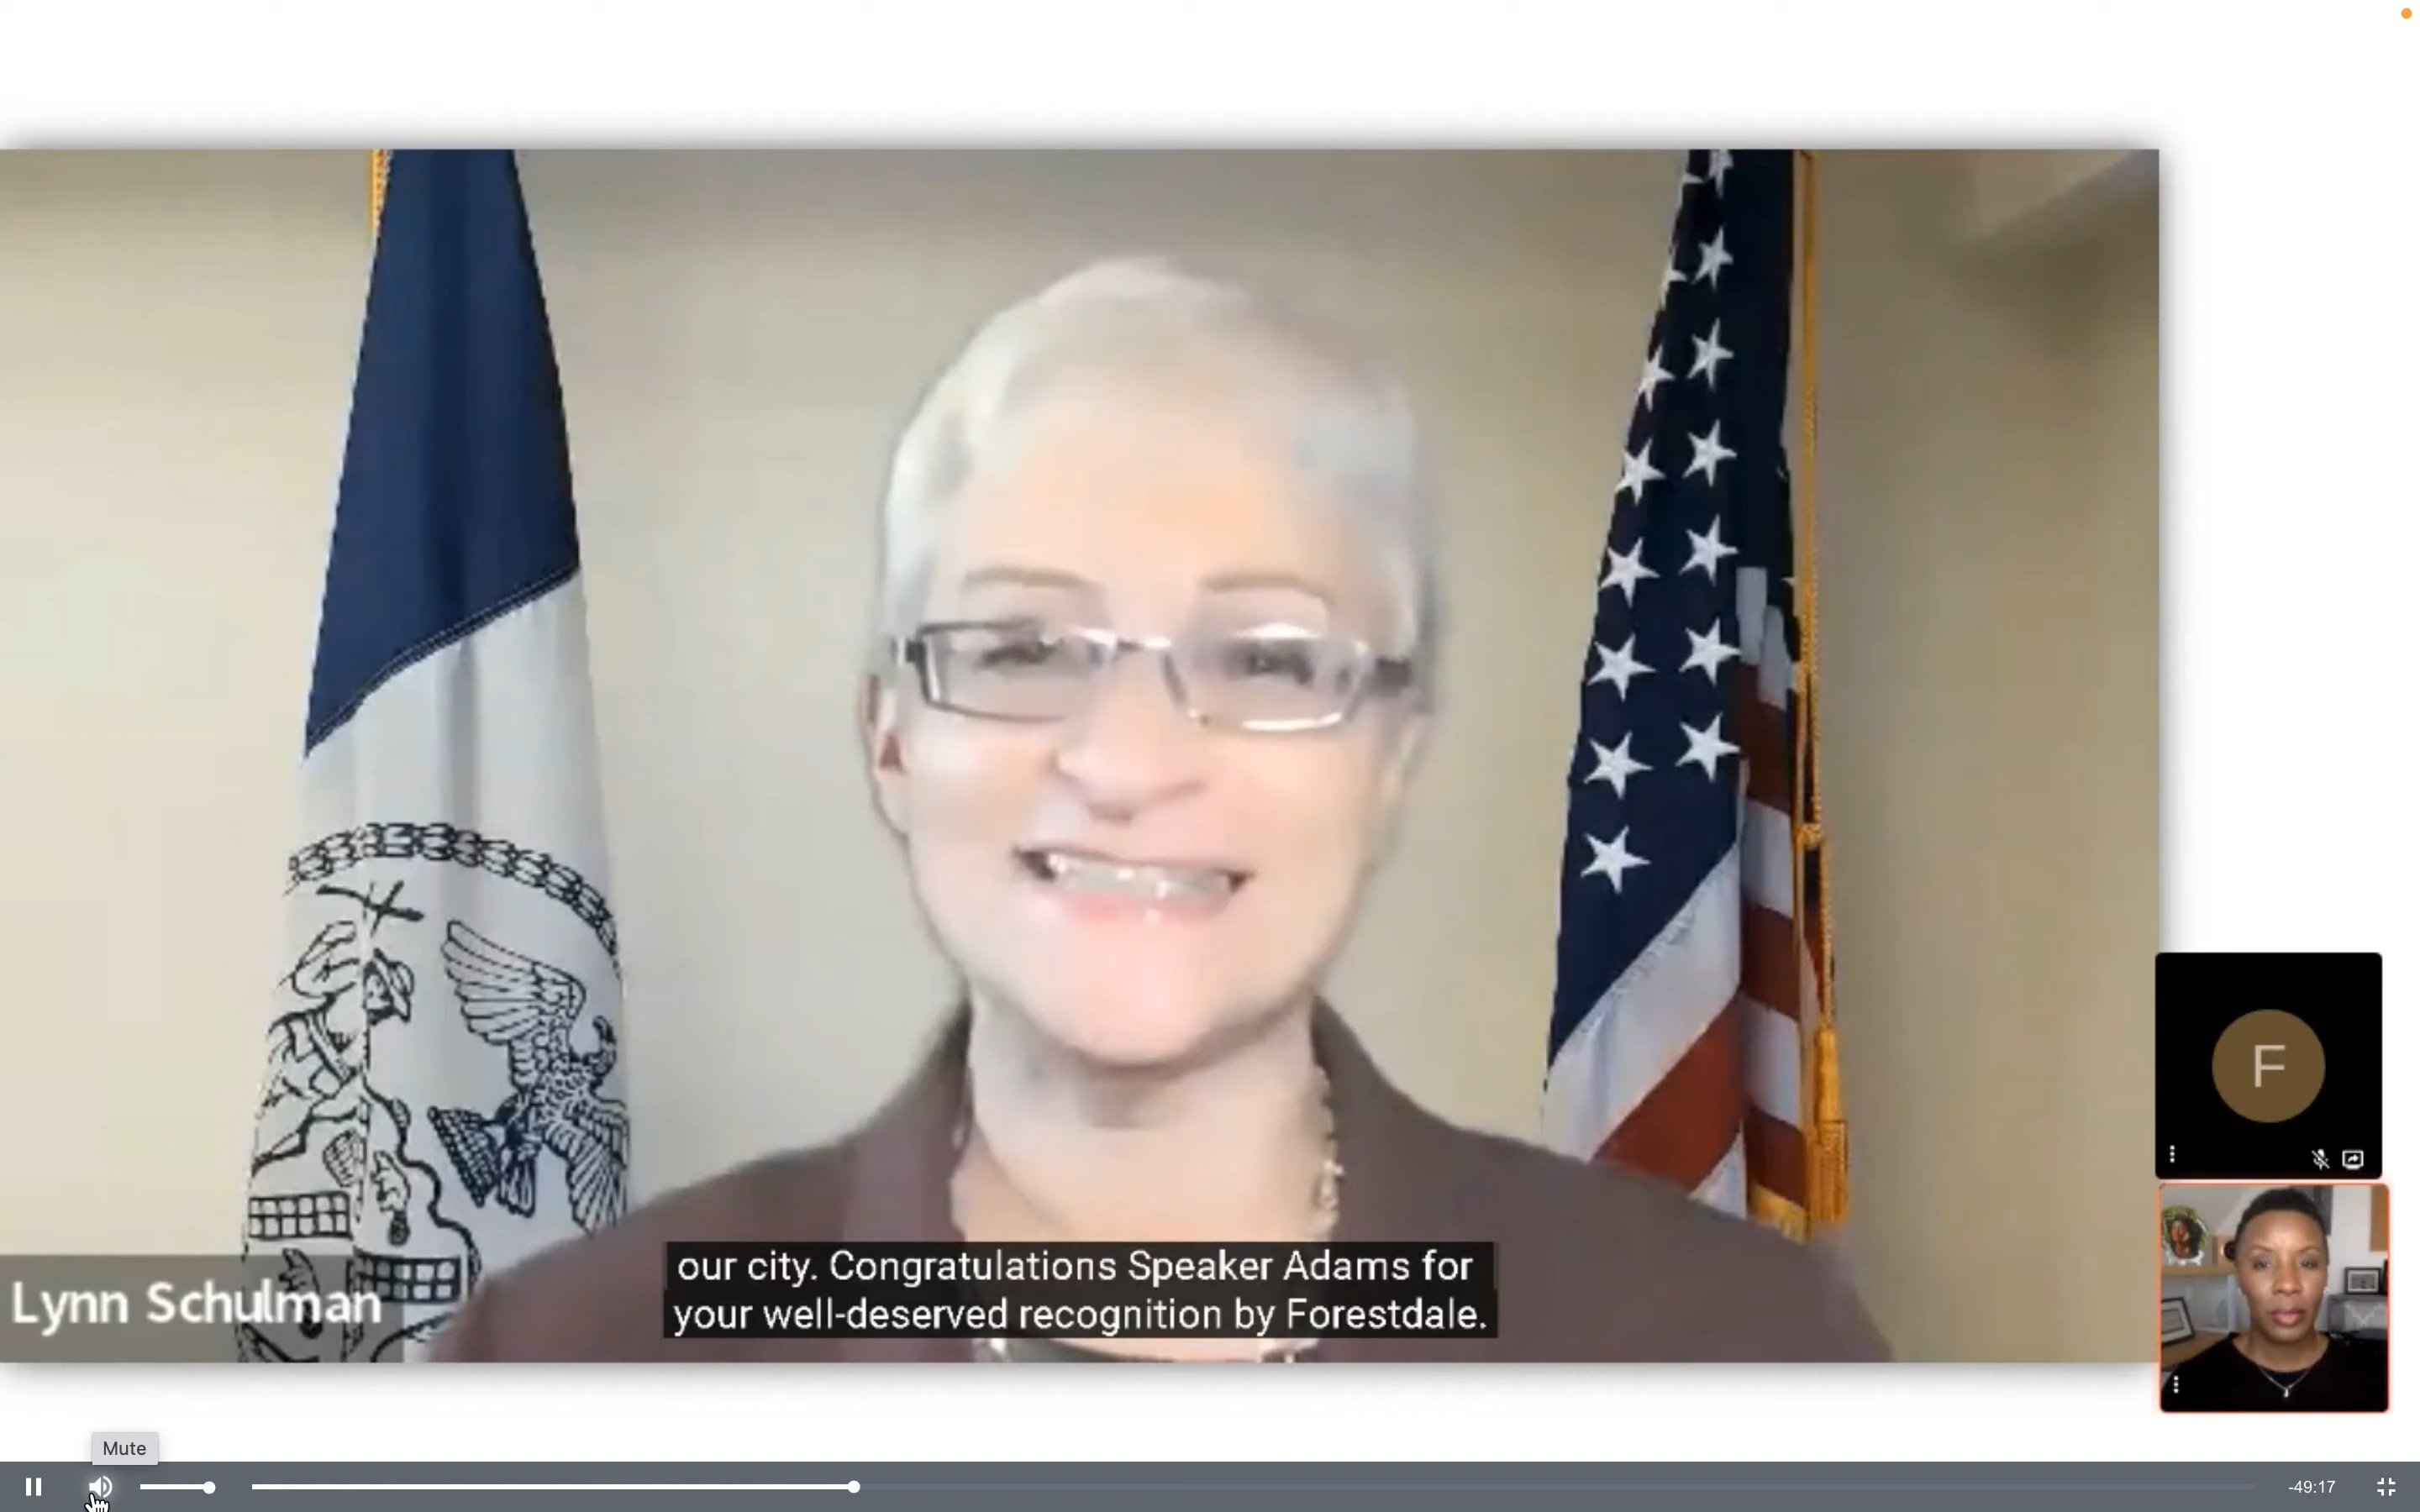 F
our city. Congratulations Speaker Adams for
your well-deserved recognition by Forestdale.
Lynn Schulman
Mute
-49:17